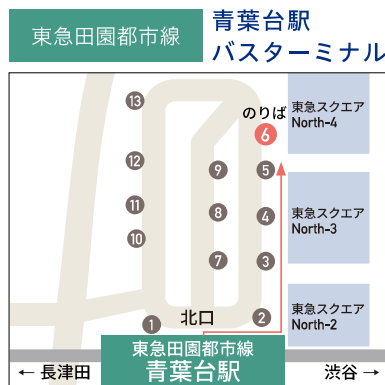 東急田園都市線
青葉台駅
バスターミナル
のりば
6
東急スクエア
North-4
13
12
11
10
9
8
7
5
4
3
東急スクエア
North-3
1
北口
2
東急スクエア
North-2
東急田園都市線
青葉台駅
← 長津田
渋谷 →